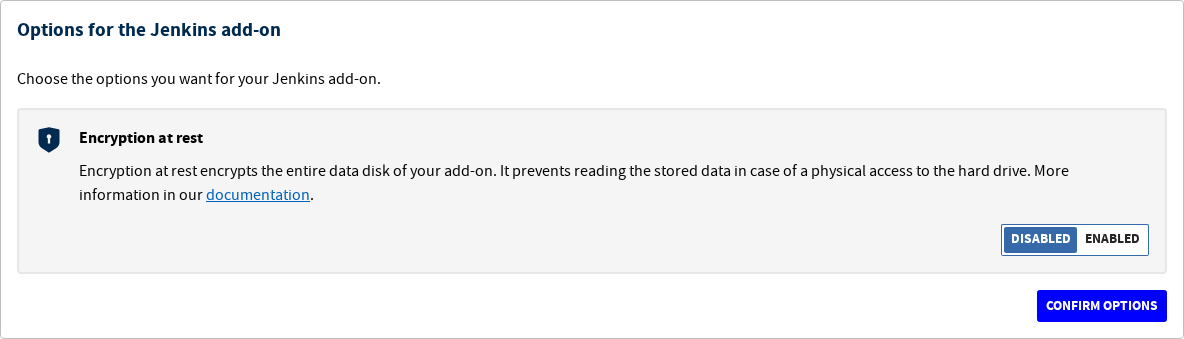 Options for the Jenkins add-on
Choose the options you want for your Jenkins add-on.
Encryption at rest
Encryption at rest encrypts the entire data disk of your add-on. It prevents reading the stored data in case of a physical access to the hard drive. More
information in our documentation.
DISABLED ENABLED
CONFIRM OPTIONS